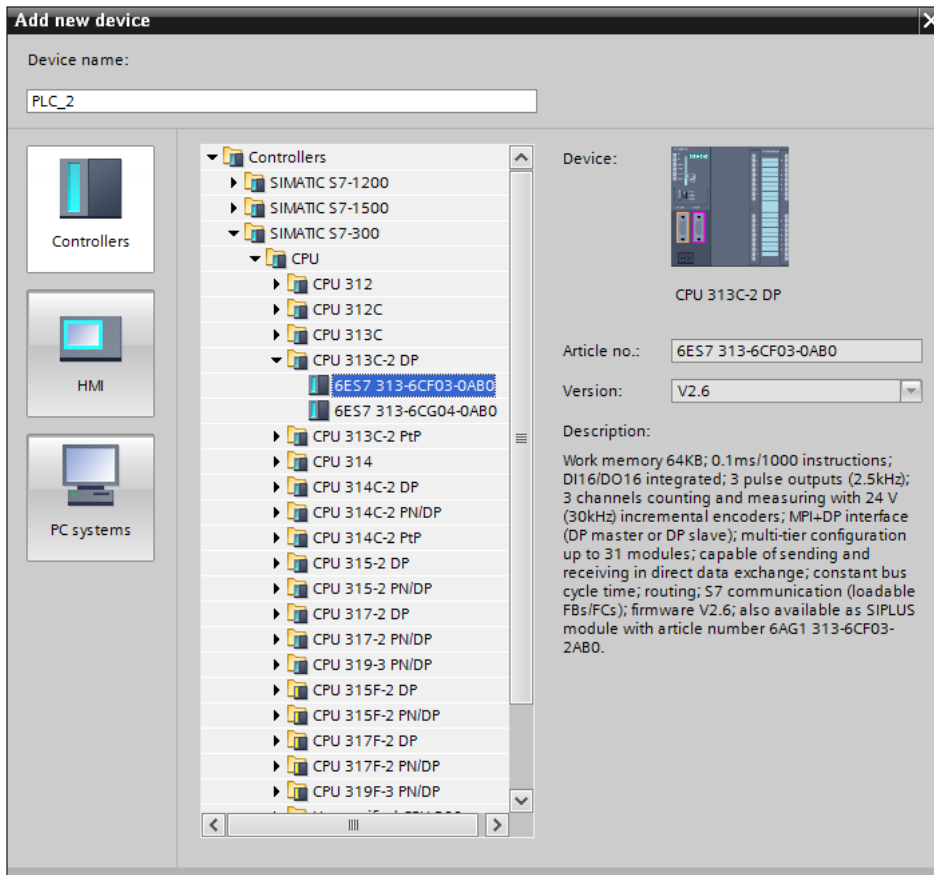 Add new device
Device name:
PLC_2
Controllers
HMI
PC systems
Controllers
SIMATIC S7-1200
SIMATIC S7-1500
SIMATIC S7-300
CPU
CPU 312
CPU 312C
CPU 313C
CPU 313C-2 DP
6ES7 313-6CF03-0AB0
6ES7 313-6CG04-0AB0
CPU 313C-2 PtP
CPU 314
CPU 314C-2 DP
CPU 314C-2 PN/DP
CPU 314C-2 PtP
CPU 315-2 DP
CPU 315-2 PN/DP
CPU 317-2 DP
CPU 317-2 PN/DP
CPU 319-3 PN/DP
CPU 315F-2 DP
CPU 315F-2 PN/DP
CPU 317F-2 DP
CPU 317F-2 PN/DP
CPU 319F-3 PN/DP
Device:
CPU 313C-2 DP
Article no.: 6ES7 313-6CF03-0AB0
Version: V2.6
Description:
Work memory 64KB; 0.1ms/1000 instructions;
DI16/DO16 integrated; 3 pulse outputs (2.5kHz);
3 channels counting and measuring with 24 V
(30kHz) incremental encoders; MPI+DP interface
(DP master or DP slave); multi-tier configuration
up to 31 modules; capable of sending and
receiving in direct data exchange; constant bus
cycle time; routing; S7 communication (loadable
FBs/FCs); firmware V2.6; also available as SIPLUS
module with article number 6AG1 313-6CF03-
2AB0.